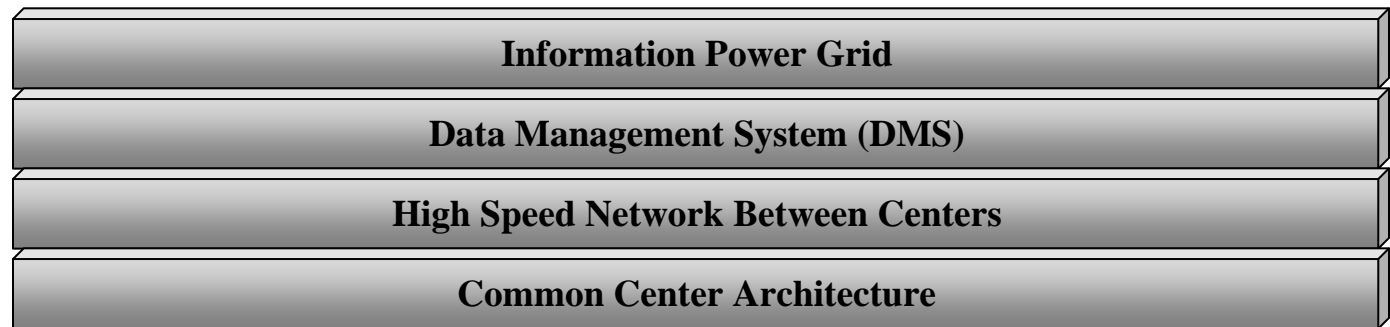 Information Power Grid
Data Management System (DMS)
High Speed Network Between Centers
Common Center Architecture